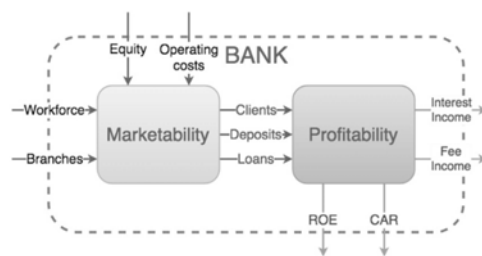 Equity
Operating
costs
BANK
Workforce
Branches
Marketability
Clients
Deposits
Loans
Profitability
Interest
Income
Fee
Income
ROE
CAR